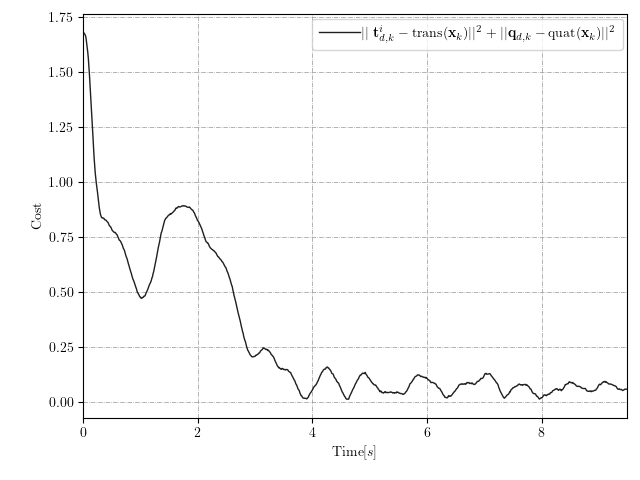 1.75
1.50
1.25
1.00
0.75
0.50
0.25
0.00
Cost
|| t^i_{d,k} − trans(x_k)||^2 + ||q_{d,k} − quat(x_k)||^2
0 2 4 6 8
Time[s]